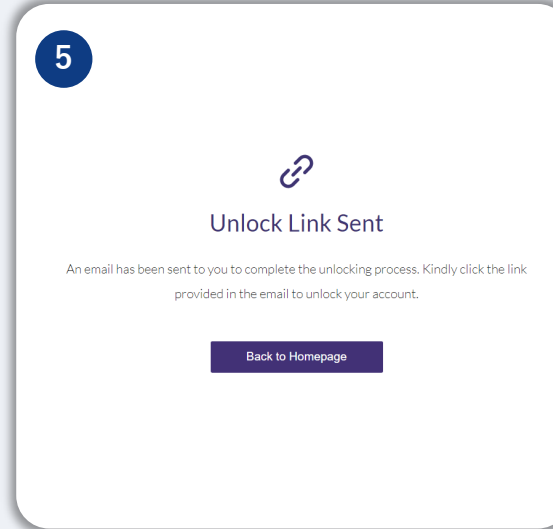 5
Unlock Link Sent
An email has been sent to you to complete the unlocking process. Kindly click the link
provided in the email to unlock your account.
Back to Homepage